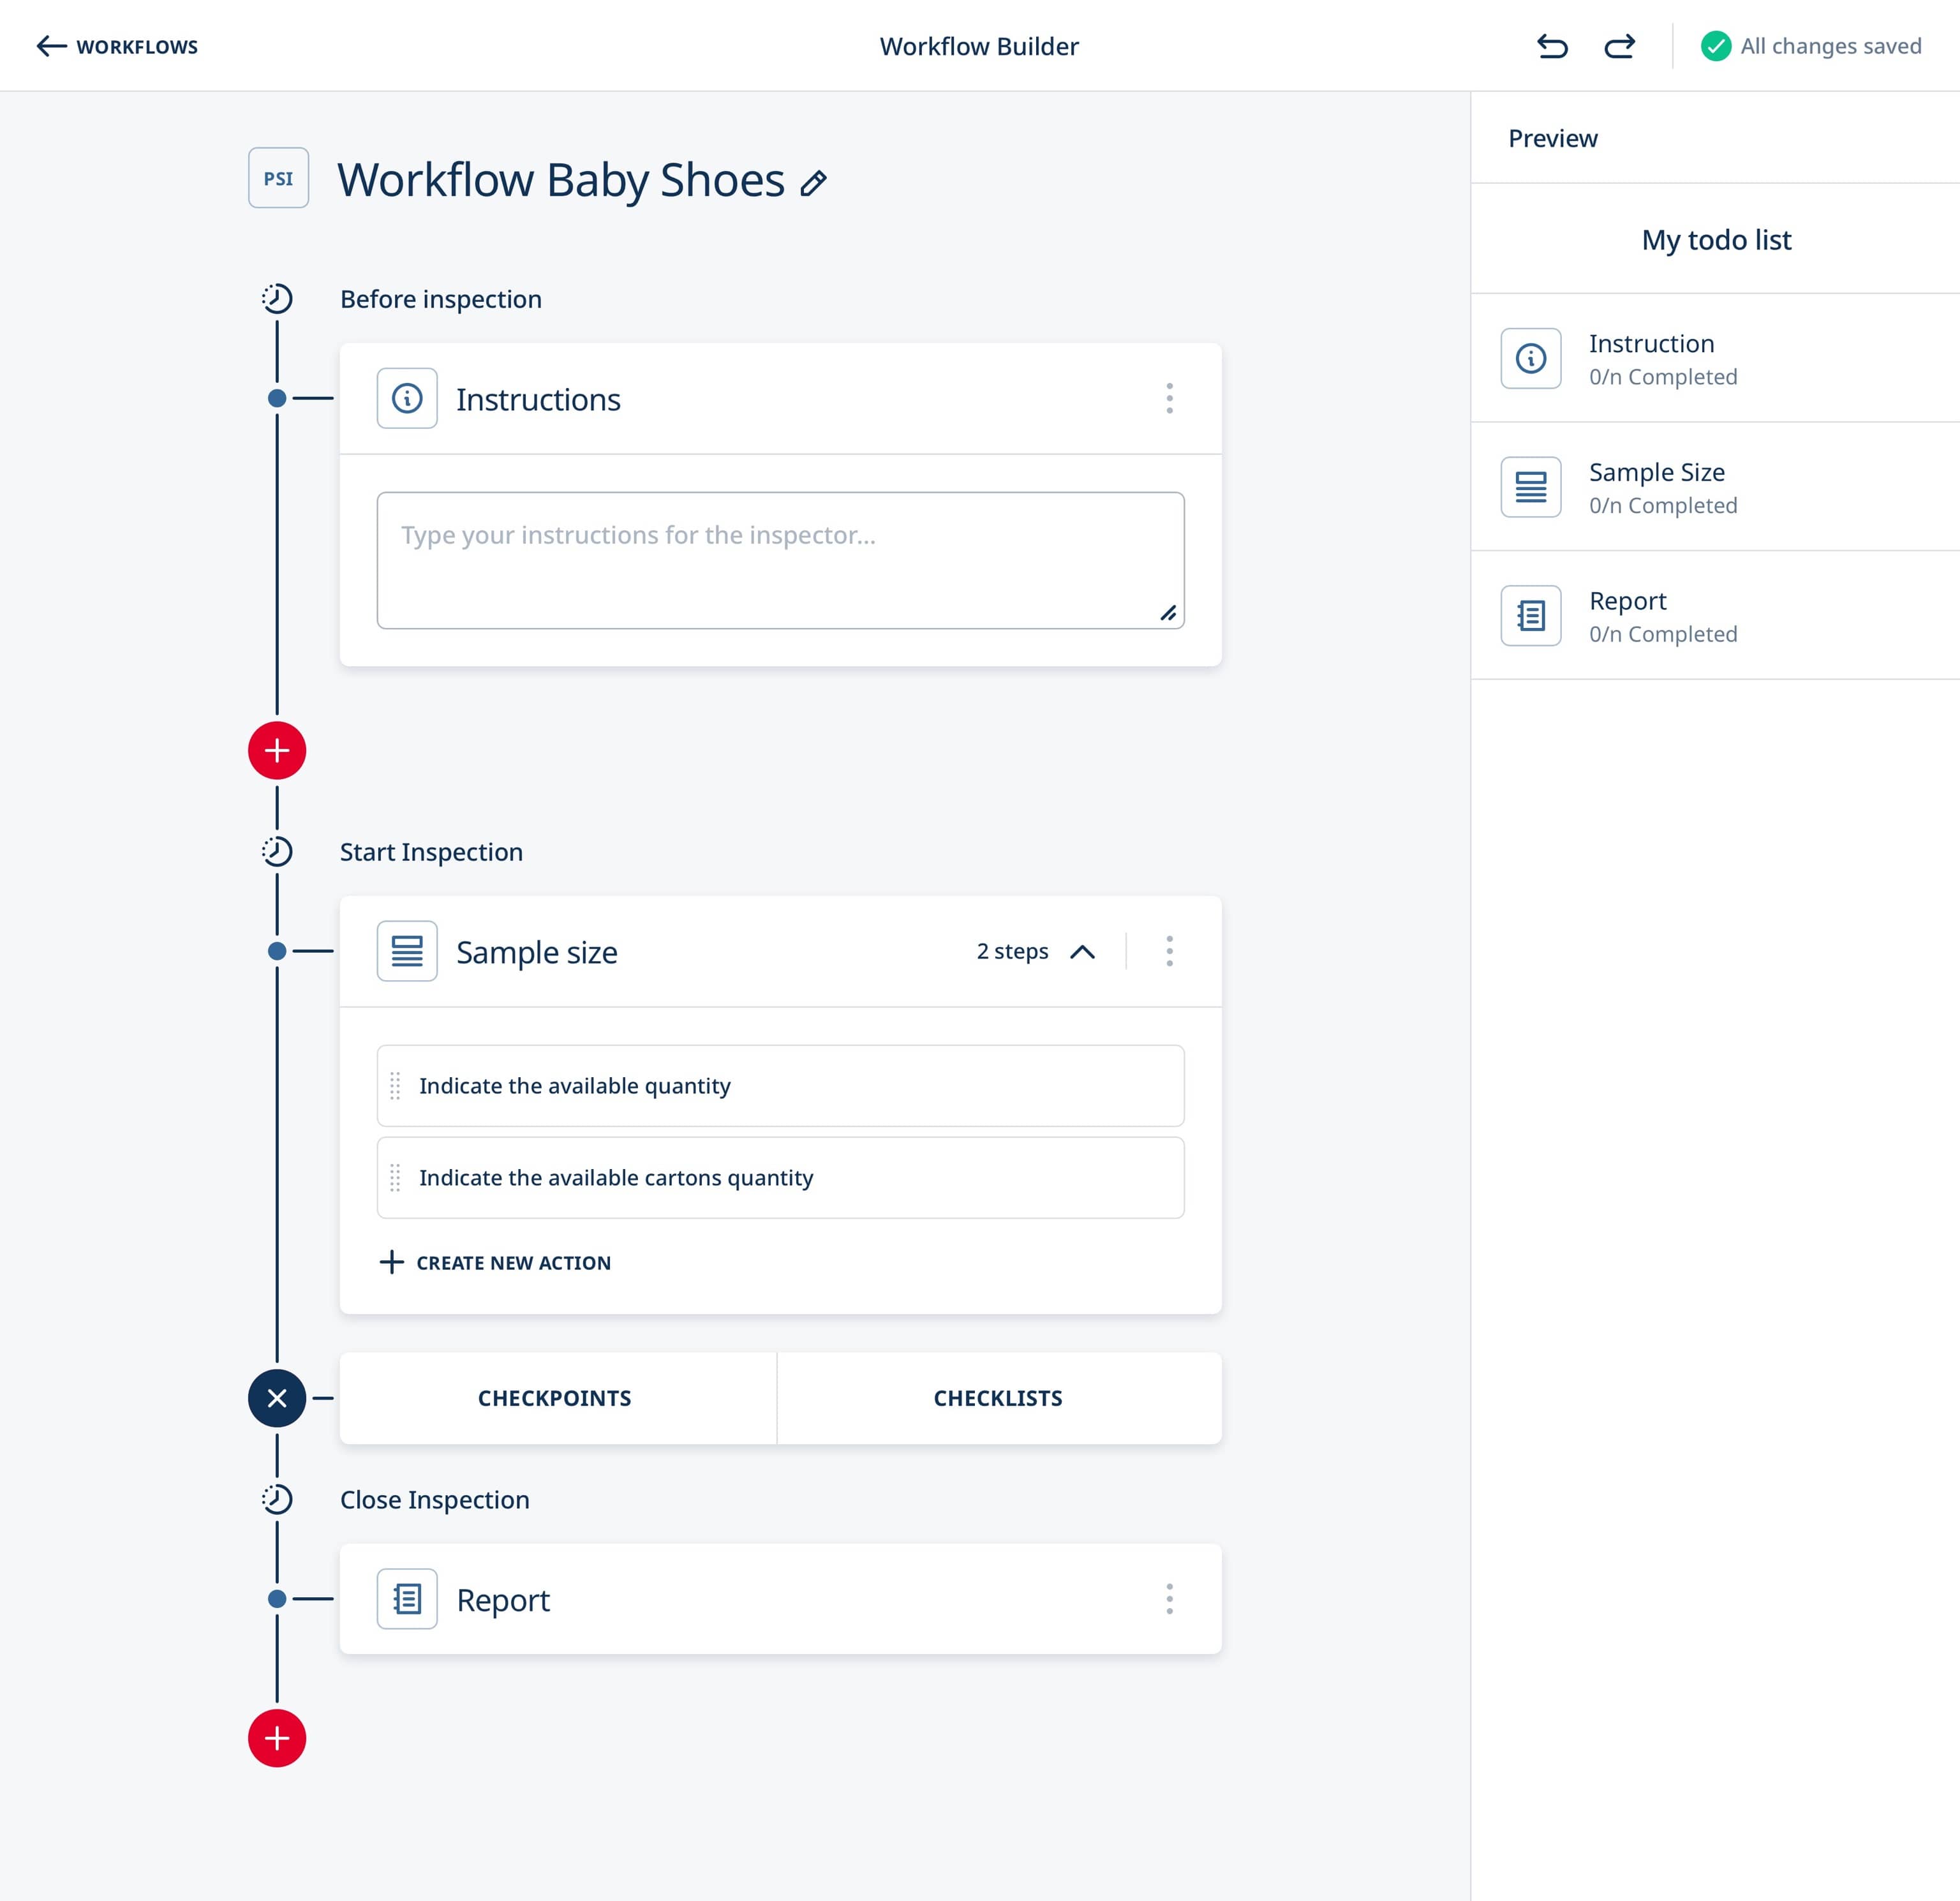 WORKFLOWS
Workflow Builder
All changes saved
PSI
Workflow Baby Shoes
Before inspection
Instructions
Type your instructions for the inspector...
Start Inspection
Sample size
2 steps
Indicate the available quantity
Indicate the available cartons quantity
CREATE NEW ACTION
CHECKPOINTS
CHECKLISTS
Close Inspection
Report
Preview
My todo list
Instruction
0/n Completed
Sample Size
0/n Completed
Report
0/n Completed